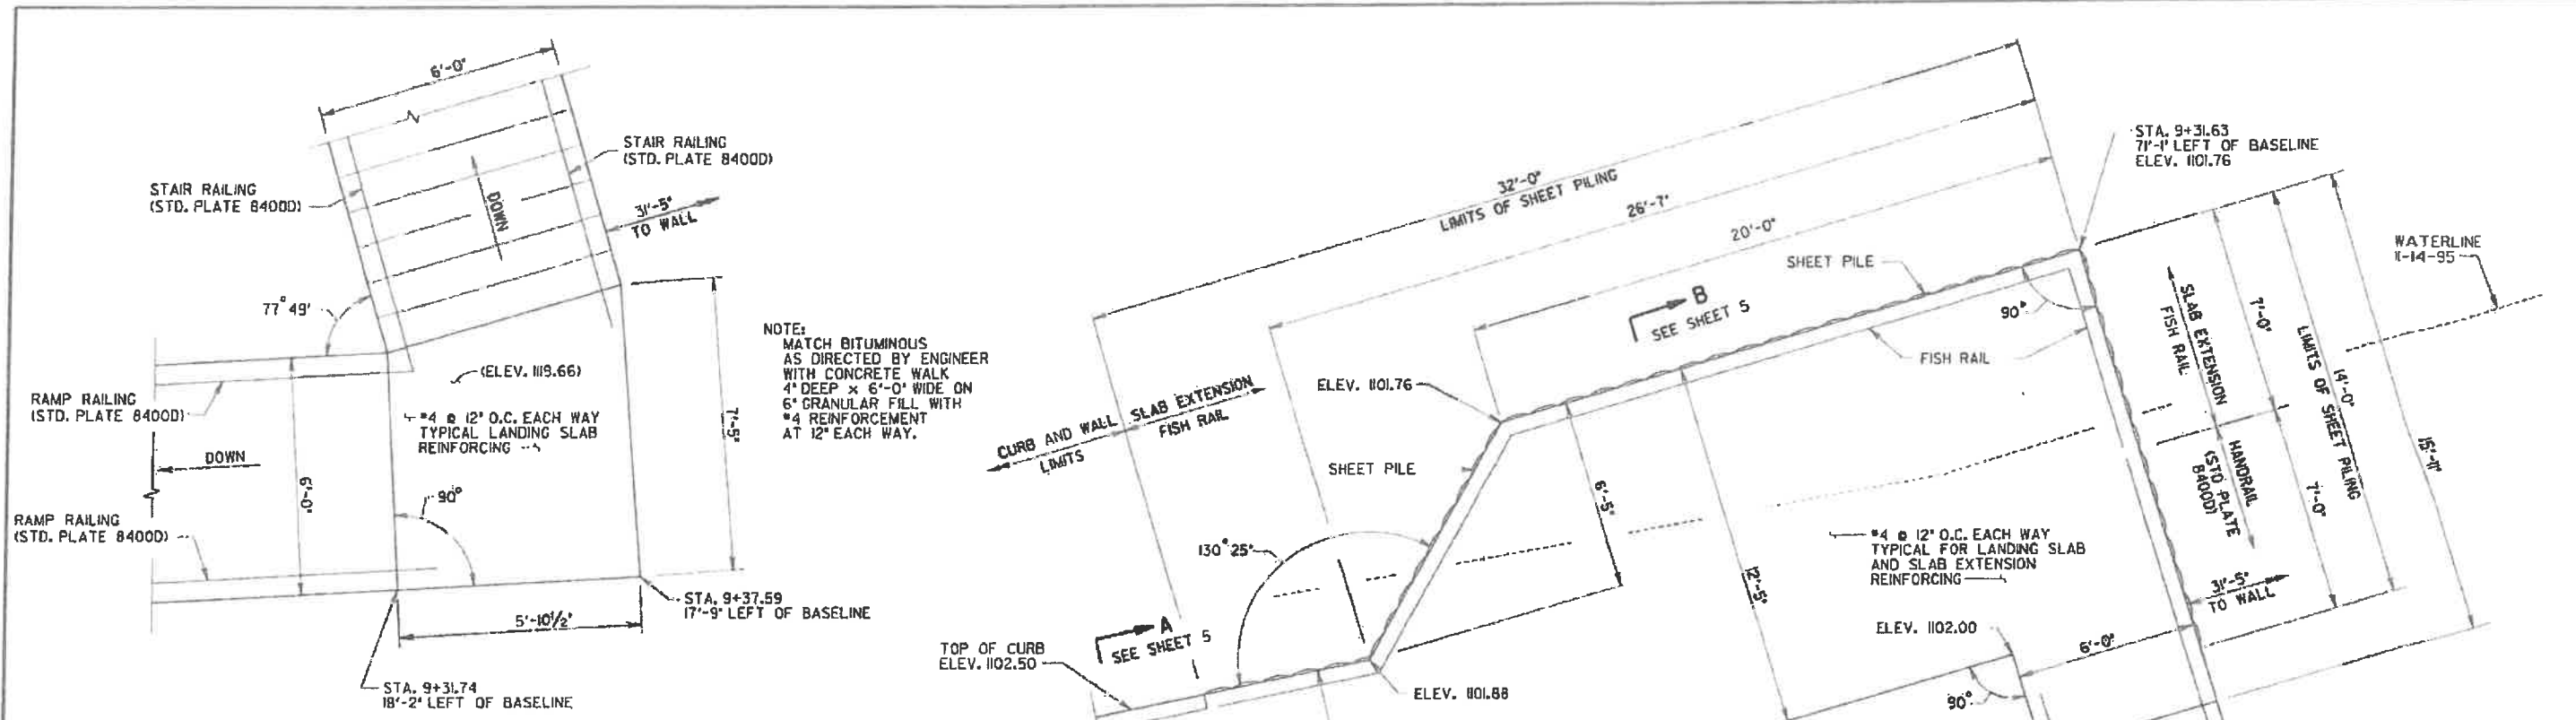 6'-0"
STAIR RAILING
(STD. PLATE 8400D)
STAIR RAILING
(STD. PLATE 8400D)
DOWN
31'-5"
TO WALL
77°49'
RAMP RAILING
(STD. PLATE 8400D)
(ELEV. 1119.66)
#4 @ 12" O.C. EACH WAY
TYPICAL LANDING SLAB
REINFORCING
DOWN
6'-0"
90°
7'-5"
RAMP RAILING
(STD. PLATE 8400D)
STA. 9+37.59
17'-9" LEFT OF BASELINE
5'-10 1/2"
STA. 9+31.74
18'-2" LEFT OF BASELINE
NOTE:
MATCH BITUMINOUS
AS DIRECTED BY ENGINEER
WITH CONCRETE WALK
4" DEEP x 6'-0" WIDE ON
6" GRANULAR FILL WITH
#4 REINFORCEMENT
AT 12" EACH WAY.
32'-0"
LIMITS OF SHEET PILING
26'-7"
20'-0"
STA. 9+31.63
71'-1" LEFT OF BASELINE
ELEV. 1101.76
WATERLINE
11-14-95
SHEET PILE
B
SEE SHEET 5
90°
FISH RAIL
SLAB EXTENSION
FISH RAIL
7'-0"
LIMITS OF SHEET PILING
14'-0"
15'-11"
HANDRAIL
(STD PLATE
8400D)
7'-0"
ELEV. 1101.76
CURB AND WALL
LIMITS
SLAB EXTENSION
FISH RAIL
SHEET PILE
6'-5"
130°25'
12'-5"
#4 @ 12" O.C. EACH WAY
TYPICAL FOR LANDING SLAB
AND SLAB EXTENSION
REINFORCING
31'-5"
TO WALL
A
SEE SHEET 5
TOP OF CURB
ELEV. 1102.50
ELEV. 1102.00
6'-0"
ELEV. 1101.88
90°